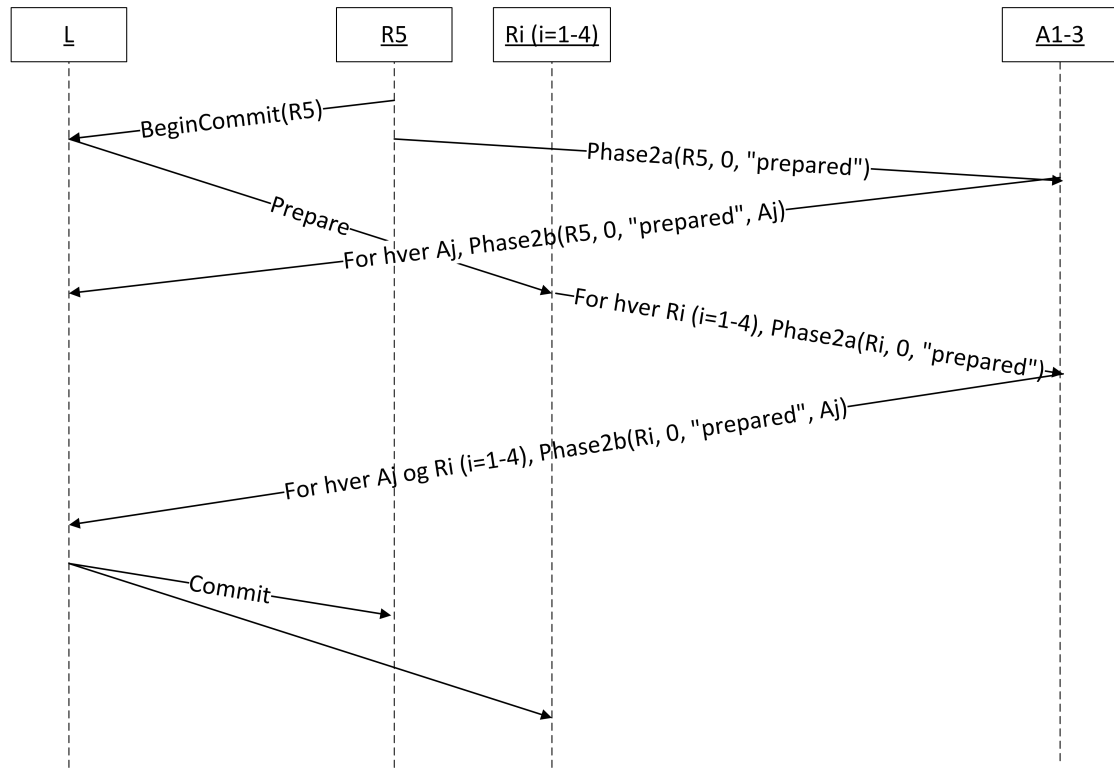 L
R5
Ri (i=1-4)
A1-3
BeginCommit(R5)
Phase2a(R5, 0, "prepared")
Prepare
For hver Aj, Phase2b(R5, 0, "prepared", Aj)
For hver Ri (i=1-4), Phase2a(Ri, 0, "prepared")
For hver Aj og Ri (i=1-4), Phase2b(Ri, 0, "prepared", Aj)
Commit